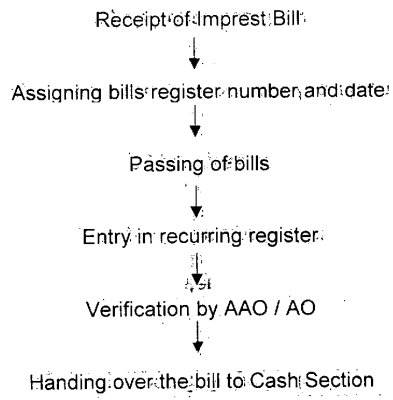 Receipt of Imprest Bill
Assigning bills register number and date
Passing of bills
Entry in recurring register
Verification by AAO / AO
Handing over the bill to Cash Section